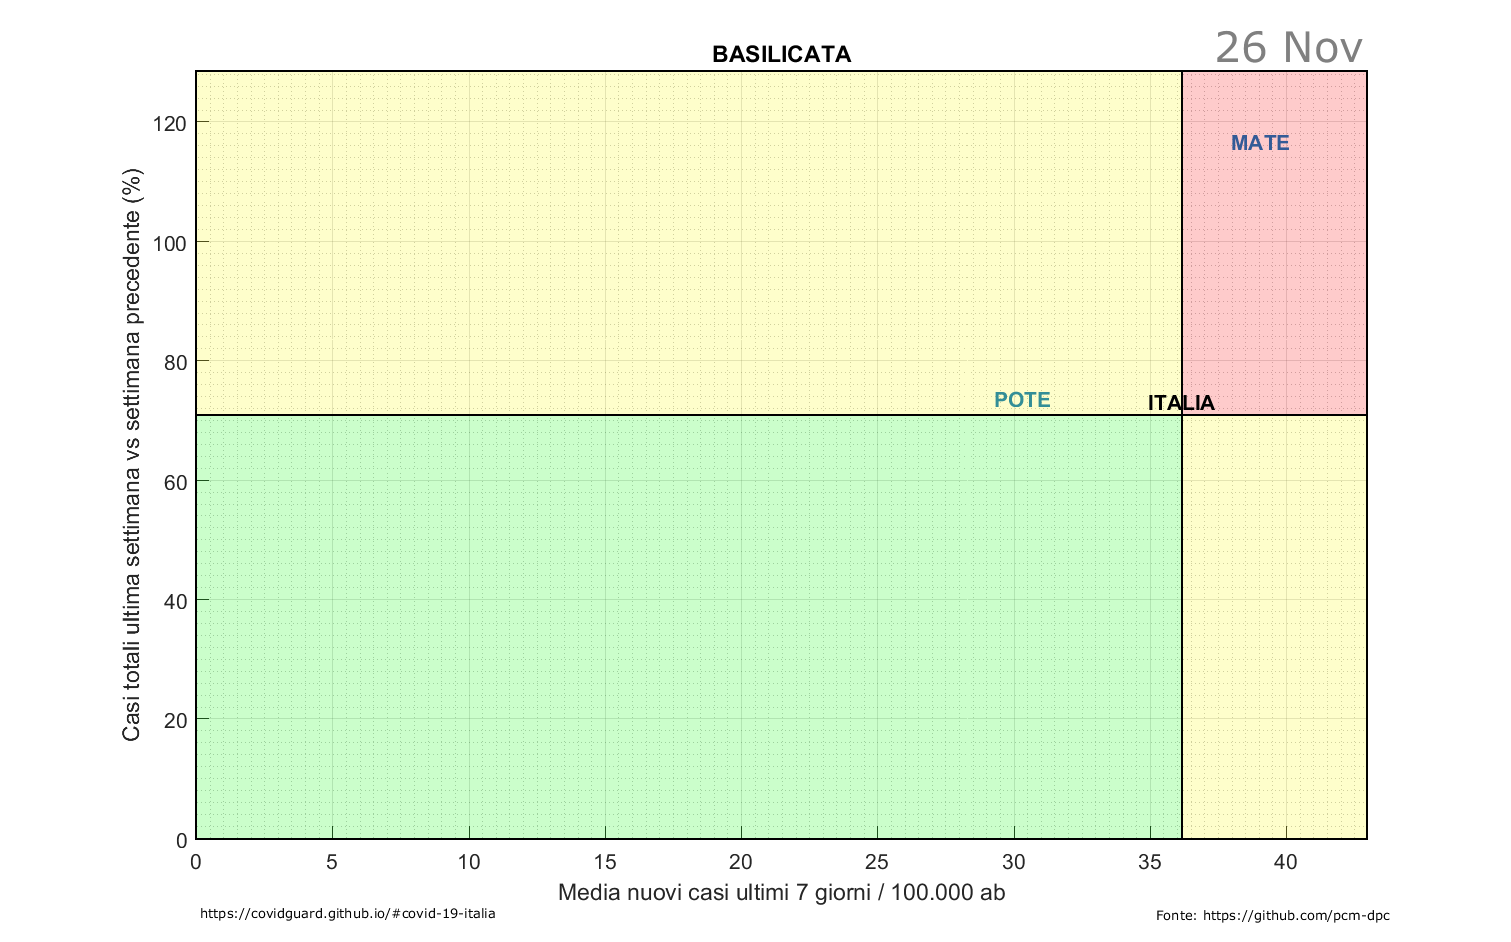 26 Nov
BASILICATA
Casi totali ultima settimana vs settimana precedente (%)
120
100
80
60
40
20
0
MATE
POTE
ITALIA
0 5 10 15 20 25 30 35 40
Media nuovi casi ultimi 7 giorni / 100.000 ab
https://covidguard.github.io/#covid-19-italia
Fonte: https://github.com/pcm-dpc